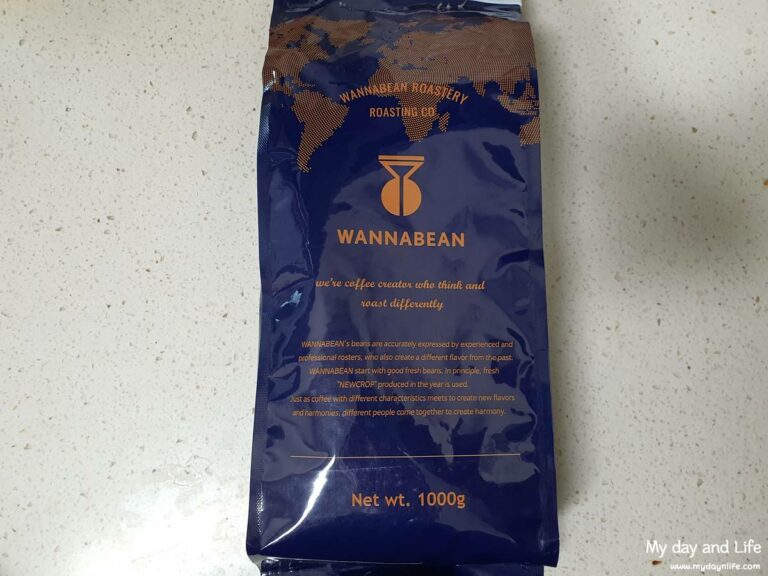 WANNABEAN ROASTERY
ROASTING CO.
WANNABEAN
we're coffee creator who think and
roast differently
WANNABEAN's beans are accurately expressed by experienced and
professional rosters, who also create a different flavor from the past.
WANNABEAN start with good fresh beans. In principle, fresh
"NEWCROP" produced in the year is used.
Just as coffee with different characteristics meets to create new flavors
and harmonies, different people come together to create harmony.
Net wt. 1000g
My day and Life
www.mydaynlife.com